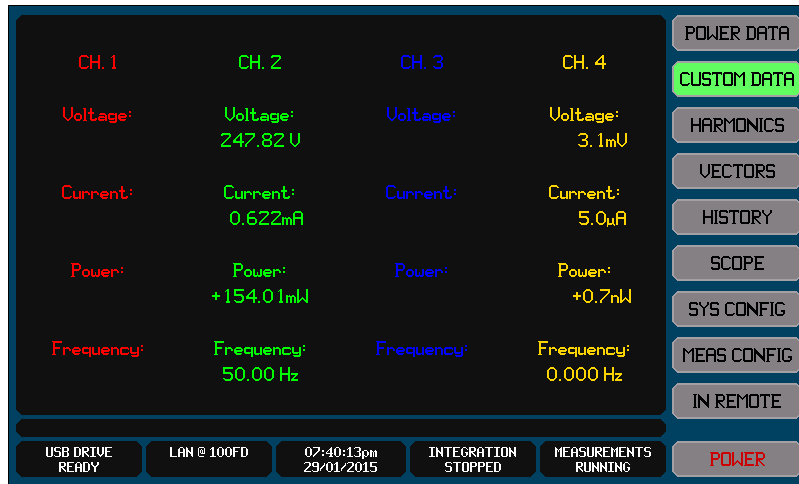 CH. 1
CH. 2
CH. 3
CH. 4
Voltage:
Voltage:
247.82 V
Voltage:
Voltage:
3.1mV
Current:
Current:
0.622mA
Current:
Current:
5.0µA
Power:
Power:
+154.01mW
Power:
Power:
+0.7nW
Frequency:
Frequency:
50.00 Hz
Frequency:
Frequency:
0.000 Hz
POWER DATA
CUSTOM DATA
HARMONICS
VECTORS
HISTORY
SCOPE
SYS CONFIG
MEAS CONFIG
IN REMOTE
POWER
USB DRIVE
READY
LAN @ 100FD
07:40:13pm
29/01/2015
INTEGRATION
STOPPED
MEASUREMENTS
RUNNING